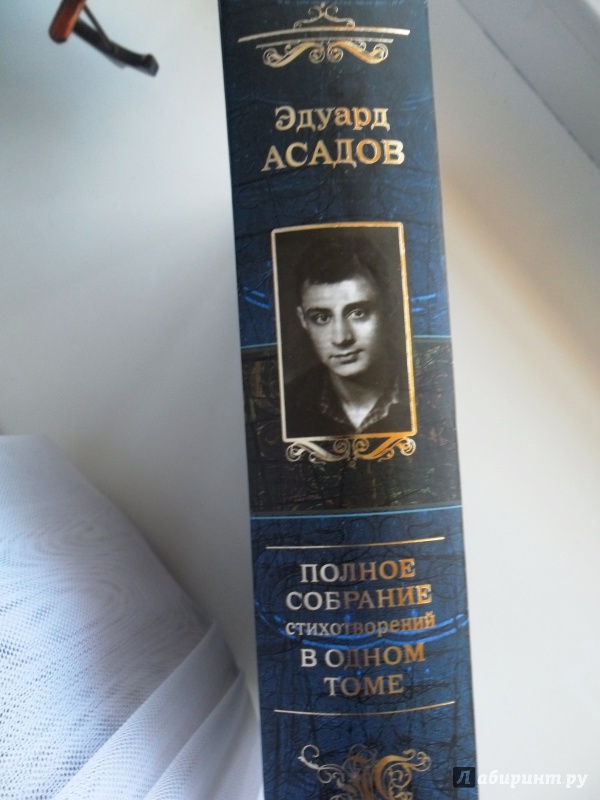 Эдуард
АСАДОВ
ПОЛНОЕ
СОБРАНИЕ
стихотворений
В ОДНОМ
ТОМЕ
Лабиринт.ру